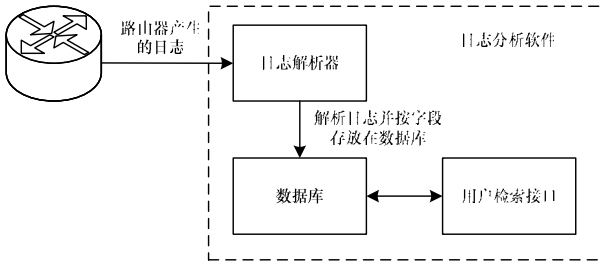 路由器产生
的日志
日志分析软件
日志解析器
解析日志并按字段
存放在数据库
数据库
用户检索接口